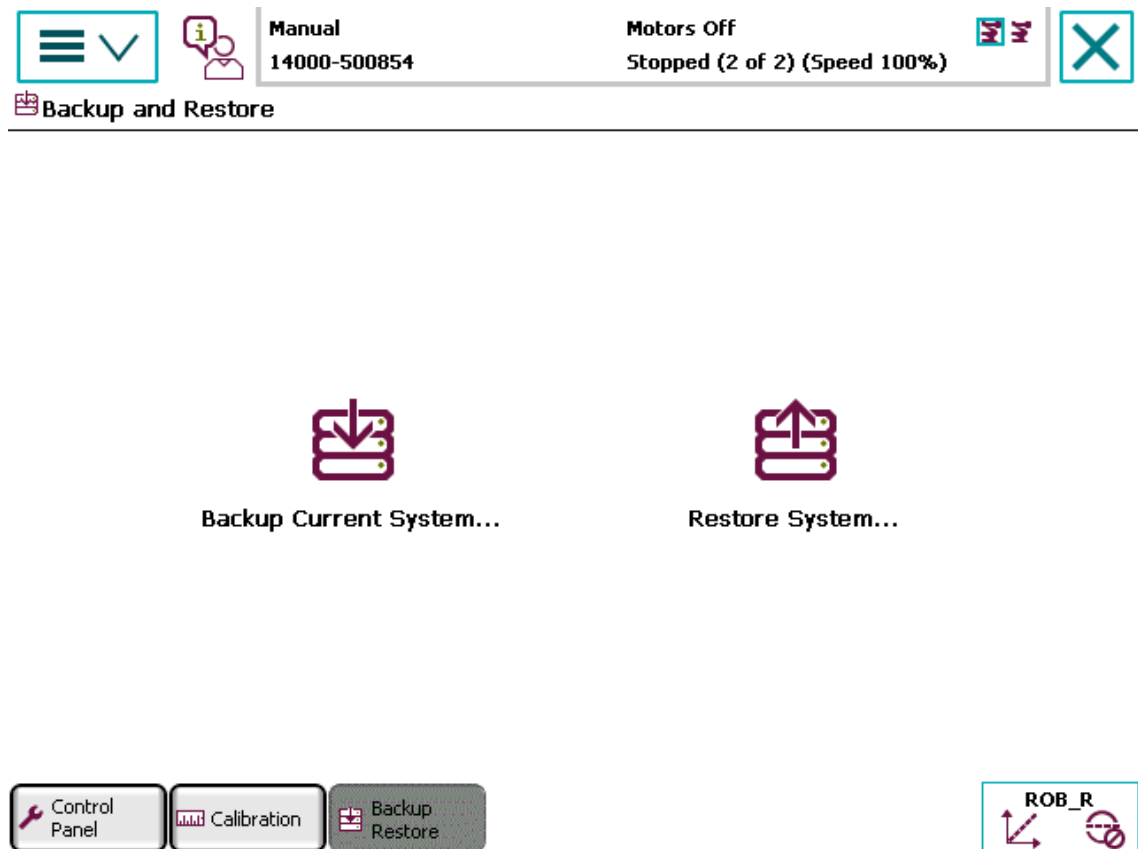 Manual
14000-500854
Motors Off
Stopped (2 of 2) (Speed 100%)
Backup and Restore
Backup Current System...
Restore System...
Control
Panel
Calibration
Backup
Restore
ROB_R